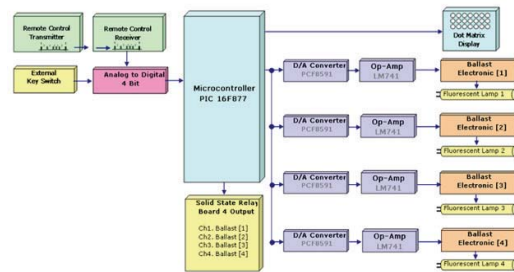 Remote Control
Transmitter
Remote Control
Receiver
External
Key Switch
Analog to Digital
4 Bit
Microcontroller
PIC 16F877
Solid State Relay
Board 4 Output
Ch1. Ballast [1]
Ch2. Ballast [2]
Ch3. Ballast [3]
Ch4. Ballast [4]
Dot Matrix
Display
D/A Converter
PCF8591
Op-Amp
LM741
Ballast
Electronic [1]
Fluorescent Lamp 1
D/A Converter
PCF8591
Op-Amp
LM741
Ballast
Electronic [2]
Fluorescent Lamp 2
D/A Converter
PCF8591
Op-Amp
LM741
Ballast
Electronic [3]
Fluorescent Lamp 3
D/A Converter
PCF8591
Op-Amp
LM741
Ballast
Electronic [4]
Fluorescent Lamp 4